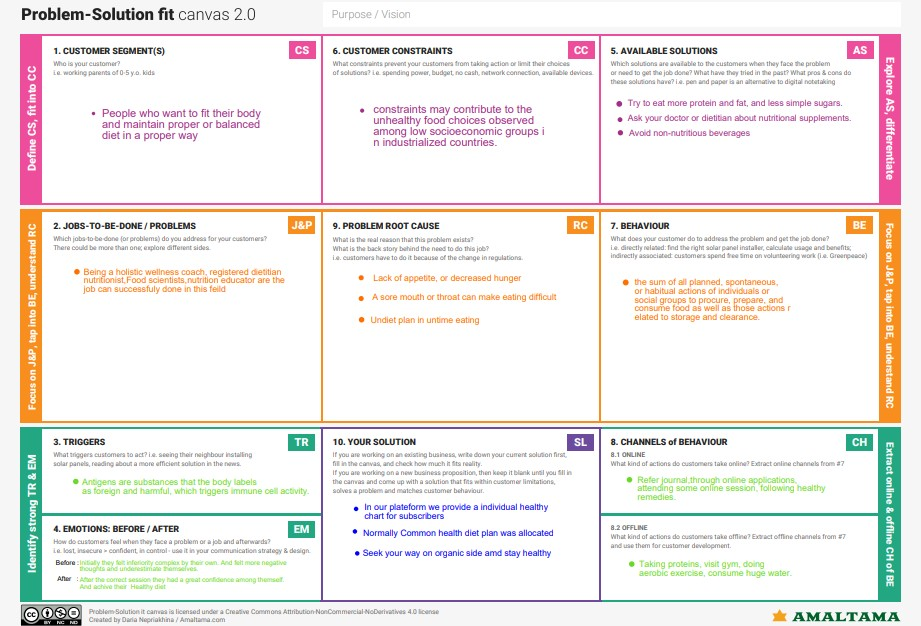 Problem-Solution fit canvas 2.0
Purpose / Vision
Define CS, fit into CC
1. CUSTOMER SEGMENT(S)
CS
Who is your customer?
i.e. working parents of 0-5 y.o. kids
• People who want to fit their body
and maintain proper or balanced
diet in a proper way
6. CUSTOMER CONSTRAINTS
CC
What constraints prevent your customers from taking action or limit their choices
of solutions? i.e. spending power, budget, no cash, network connection, available devices.
• constraints may contribute to the
unhealthy food choices observed
among low socioeconomic groups i
n industrialized countries.
5. AVAILABLE SOLUTIONS
AS
Which solutions are available to the customers when they face the problem
or need to get the job done? What have they tried in the past? What pros & cons do
these solutions have? i.e. pen and paper is an alternative to digital notetaking
• Try to eat more protein and fat, and less simple sugars.
• Ask your doctor or dietitian about nutritional supplements.
• Avoid non-nutritious beverages
Explore AS, differentiate
Focus on J&P, tap into BE, understand RC
2. JOBS-TO-BE-DONE / PROBLEMS
J&P
Which jobs-to-be-done (or problems) do you address for your customers?
There could be more than one; explore different sides.
• Being a holistic wellness coach, registered dietitian
nutritionist,Food scientists,nutrition educator are the
job can successfuly done in this feild
9. PROBLEM ROOT CAUSE
RC
What is the real reason that this problem exists?
What is the back story behind the need to do this job?
i.e. customers have to do it because of the change in regulations.
• Lack of appetite, or decreased hunger
• A sore mouth or throat can make eating difficult
• Undiet plan in untime eating
7. BEHAVIOUR
BE
What does your customer do to address the problem and get the job done?
i.e. directly related: find the right solar panel installer, calculate usage and benefits;
indirectly associated: customers spend free time on volunteering work (i.e. Greenpeace)
• the sum of all planned, spontaneous,
or habitual actions of individuals or
social groups to procure, prepare, and
consume food as well as those actions r
elated to storage and clearance.
Focus on J&P, tap into BE, understand RC
Identify strong TR & EM
3. TRIGGERS
TR
What triggers customers to act? i.e. seeing their neighbour installing
solar panels, reading about a more efficient solution in the news.
• Antigens are substances that the body labels
as foreign and harmful, which triggers immune cell activity.
4. EMOTIONS: BEFORE / AFTER
EM
How do customers feel when they face a problem or a job and afterwards?
i.e. lost, insecure > confident, in control - use it in your communication strategy & design.
Before : Initially they felt inferiority complex by their own. And felt more negative
thoughts and underestimate themselves.
After : After the correct session they had a great confidence among themself.
And achive their Healthy diet
10. YOUR SOLUTION
SL
If you are working on an existing business, write down your current solution first,
fill in the canvas, and check how much it fits reality.
If you are working on a new business proposition, then keep it blank until you fill in
the canvas and come up with a solution that fits within customer limitations,
solves a problem and matches customer behaviour.
• In our plateform we provide a individual healthy
chart for subscribers
• Normally Common health diet plan was allocated
• Seek your way on organic side amd stay healthy
8. CHANNELS of BEHAVIOUR
CH
8.1 ONLINE
What kind of actions do customers take online? Extract online channels from #7
• Refer journal,through online applications,
attending some online session, following healthy
remedies.
8.2 OFFLINE
What kind of actions do customers take offline? Extract offline channels from #7
and use them for customer development.
• Taking proteins, visit gym, doing
aerobic exercise, consume huge water.
Extract online & offline CH of BE
CC BY NC ND
Problem-Solution fit canvas is licensed under a Creative Commons Attribution-NonCommercial-NoDerivatives 4.0 license
Created by Daria Nepriakhina / Amaltama.com
AMALTAMA